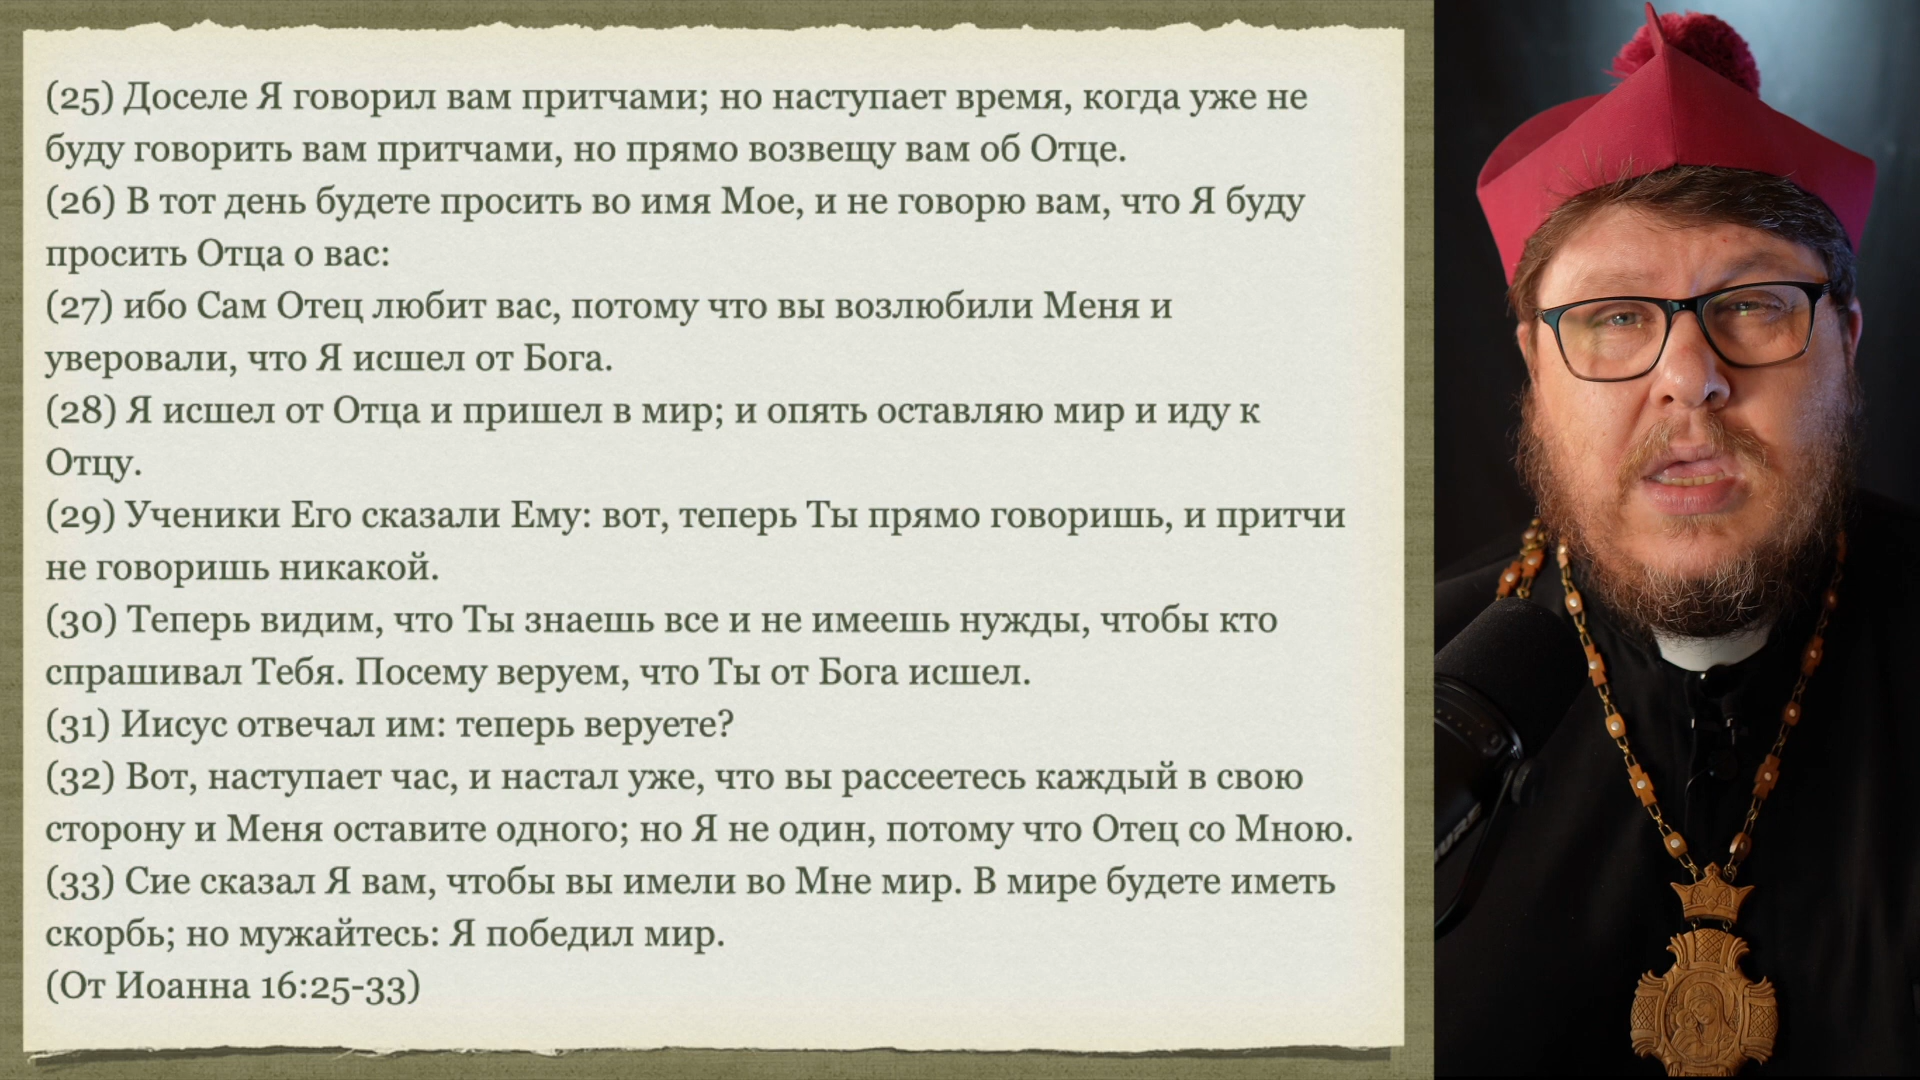 (25) Доселе Я говорил вам притчами; но наступает время, когда уже не
буду говорить вам притчами, но прямо возвещу вам об Отце.
(26) В тот день будете просить во имя Мое, и не говорю вам, что Я буду
просить Отца о вас:
(27) ибо Сам Отец любит вас, потому что вы возлюбили Меня и
уверовали, что Я исшел от Бога.
(28) Я исшел от Отца и пришел в мир; и опять оставляю мир и иду к
Отцу.
(29) Ученики Его сказали Ему: вот, теперь Ты прямо говоришь, и притчи
не говоришь никакой.
(30) Теперь видим, что Ты знаешь все и не имеешь нужды, чтобы кто
спрашивал Тебя. Посему веруем, что Ты от Бога исшел.
(31) Иисус отвечал им: теперь веруете?
(32) Вот, наступает час, и настал уже, что вы рассеетесь каждый в свою
сторону и Меня оставите одного; но Я не один, потому что Отец со Мною.
(33) Сие сказал Я вам, чтобы вы имели во Мне мир. В мире будете иметь
скорбь; но мужайтесь: Я победил мир.
(От Иоанна 16:25-33)